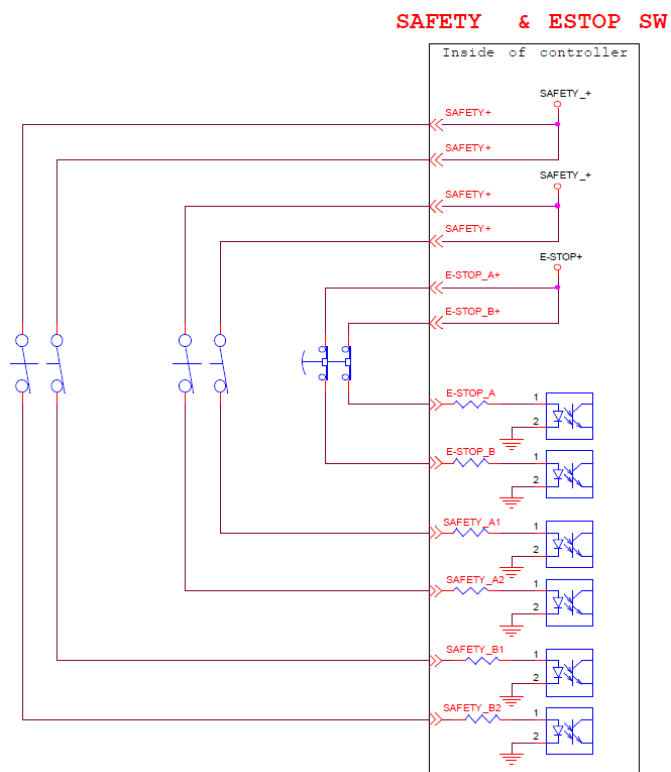 SAFETY & ESTOP SW
Inside of controller
SAFETY_+
SAFETY+
SAFETY+
SAFETY_+
SAFETY+
SAFETY+
E-STOP+
E-STOP_A+
E-STOP_B+
E-STOP_A
1
2
E-STOP_B
1
2
SAFETY_A1
1
2
SAFETY_A2
1
2
SAFETY_B1
1
2
SAFETY_B2
1
2